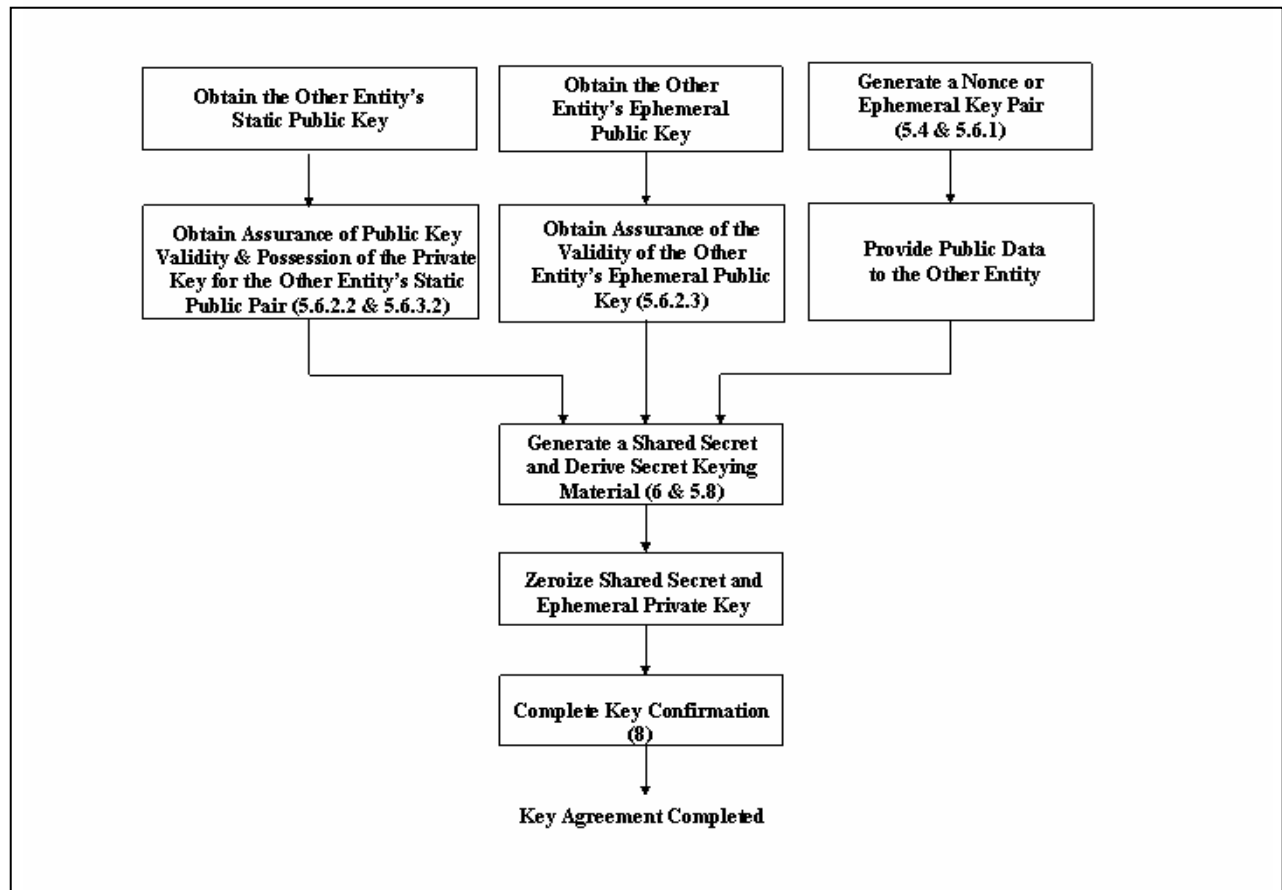 Obtain the Other Entity's
Static Public Key
Obtain the Other
Entity's Ephemeral
Public Key
Generate a Nonce or
Ephemeral Key Pair
(5.4 & 5.6.1)
Obtain Assurance of Public Key
Validity & Possession of the Private
Key for the Other Entity's Static
Public Pair (5.6.2.2 & 5.6.3.2)
Obtain Assurance of the
Validity of the Other
Entity's Ephemeral Public
Key (5.6.2.3)
Provide Public Data
to the Other Entity
Generate a Shared Secret
and Derive Secret Keying
Material (6 & 5.8)
Zeroize Shared Secret and
Ephemeral Private Key
Complete Key Confirmation
(8)
Key Agreement Completed